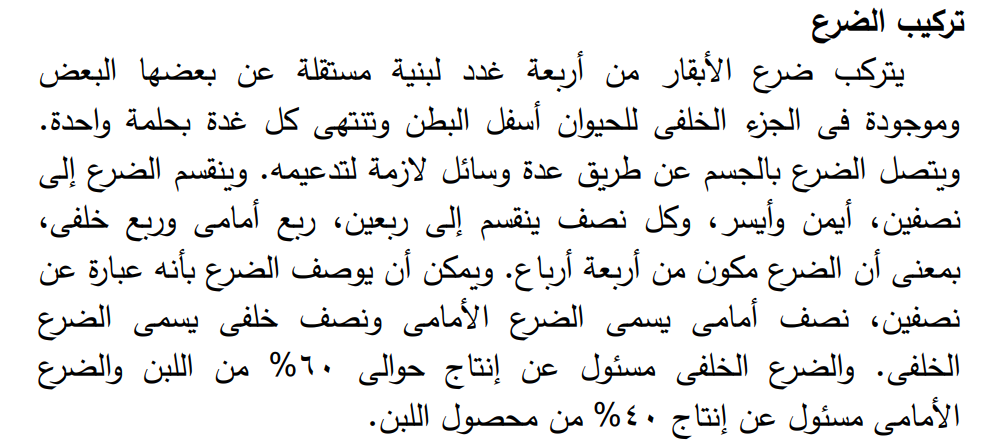 تركيب الضرع
يتركب ضرع الأبقار من أربعة غدد لبنية مستقلة عن بعضها البعض
وموجودة فى الجزء الخلفى للحيوان أسفل البطن وتنتهى كل غدة بحلمة واحدة.
ويتصل الضرع بالجسم عن طريق عدة وسائل لازمة لتدعيمه. وينقسم الضرع إلى
نصفين، أيمن وأيسر، وكل نصف ينقسم إلى ربعين، ربع أمامى وربع خلفى،
بمعنى أن الضرع مكون من أربعة أرباع. ويمكن أن يوصف الضرع بأنه عبارة عن
نصفين، نصف أمامى يسمى الضرع الأمامى ونصف خلفى يسمى الضرع
الخلفى. والضرع الخلفى مسئول عن إنتاج حوالى ٦٠% من اللبن والضرع
الأمامى مسئول عن إنتاج ٤٠% من محصول اللبن.